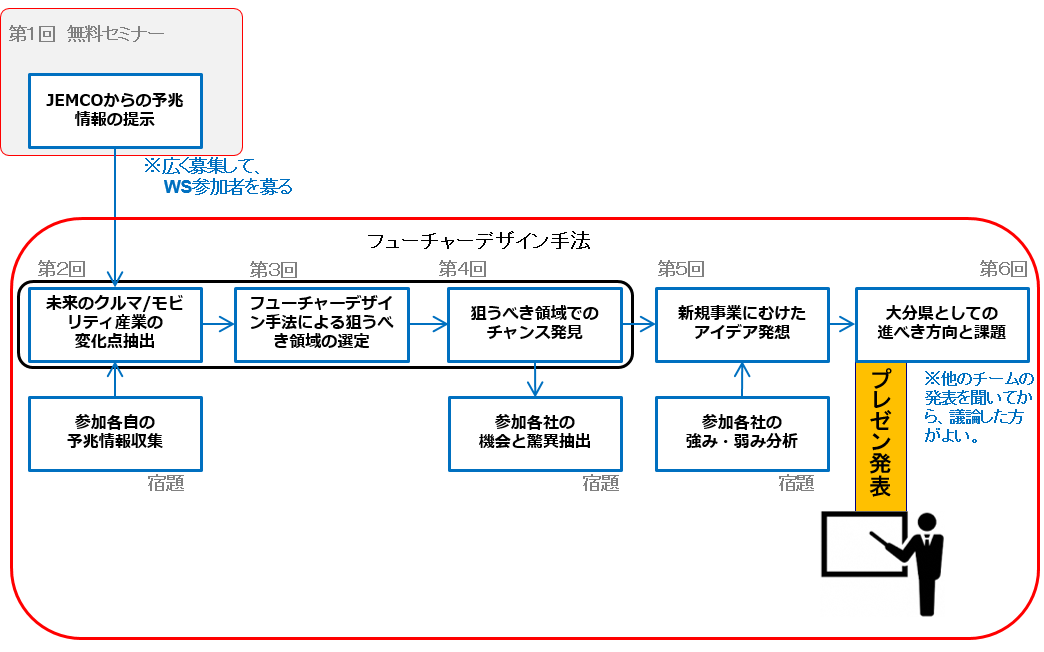 第1回 無料セミナー
JEMCOからの予兆
情報の提示
※広く募集して、
WS参加者を募る
フューチャーデザイン手法
第2回
第3回
第4回
第5回
第6回
未来のクルマ/モビ
リティ産業の
変化点抽出
フューチャーデザイ
ン手法による狙うべ
き領域の選定
狙うべき領域での
チャンス発見
新規事業にむけた
アイデア発想
大分県としての
進べき方向と課題
参加各自の
予兆情報収集
宿題
参加各社の
機会と驚異抽出
宿題
参加各社の
強み・弱み分析
宿題
プレゼン発表
※他のチームの
発表を聞いてか
ら、議論した方
がよい。